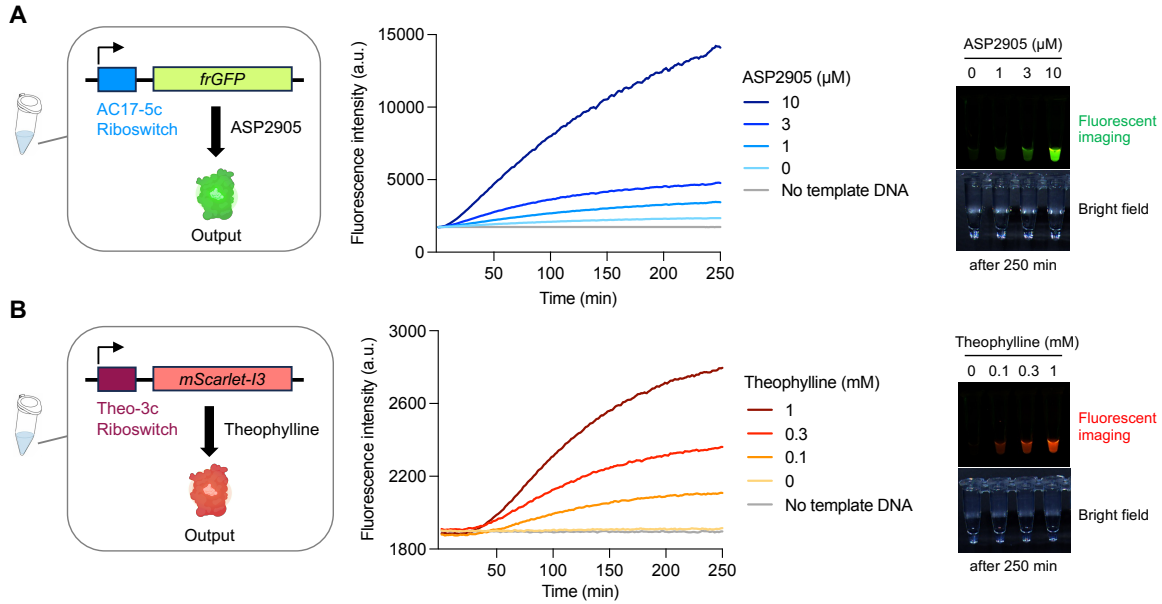 A
frGFP
AC17-5c
Riboswitch
ASP2905
Output
Fluorescence intensity (a.u.)
15000
10000
5000
0
50
100
150
200
250
Time (min)
ASP2905 (µM)
10
3
1
0
No template DNA
ASP2905 (µM)
0 1 3 10
Fluorescent
imaging
Bright field
after 250 min
B
mScarlet-I3
Theo-3c
Riboswitch
Theophylline
Output
Fluorescence intensity (a.u.)
3000
2600
2200
1800
50
100
150
200
250
Time (min)
Theophylline (mM)
1
0.3
0.1
0
No template DNA
Theophylline (mM)
0 0.1 0.3 1
Fluorescent
imaging
Bright field
after 250 min